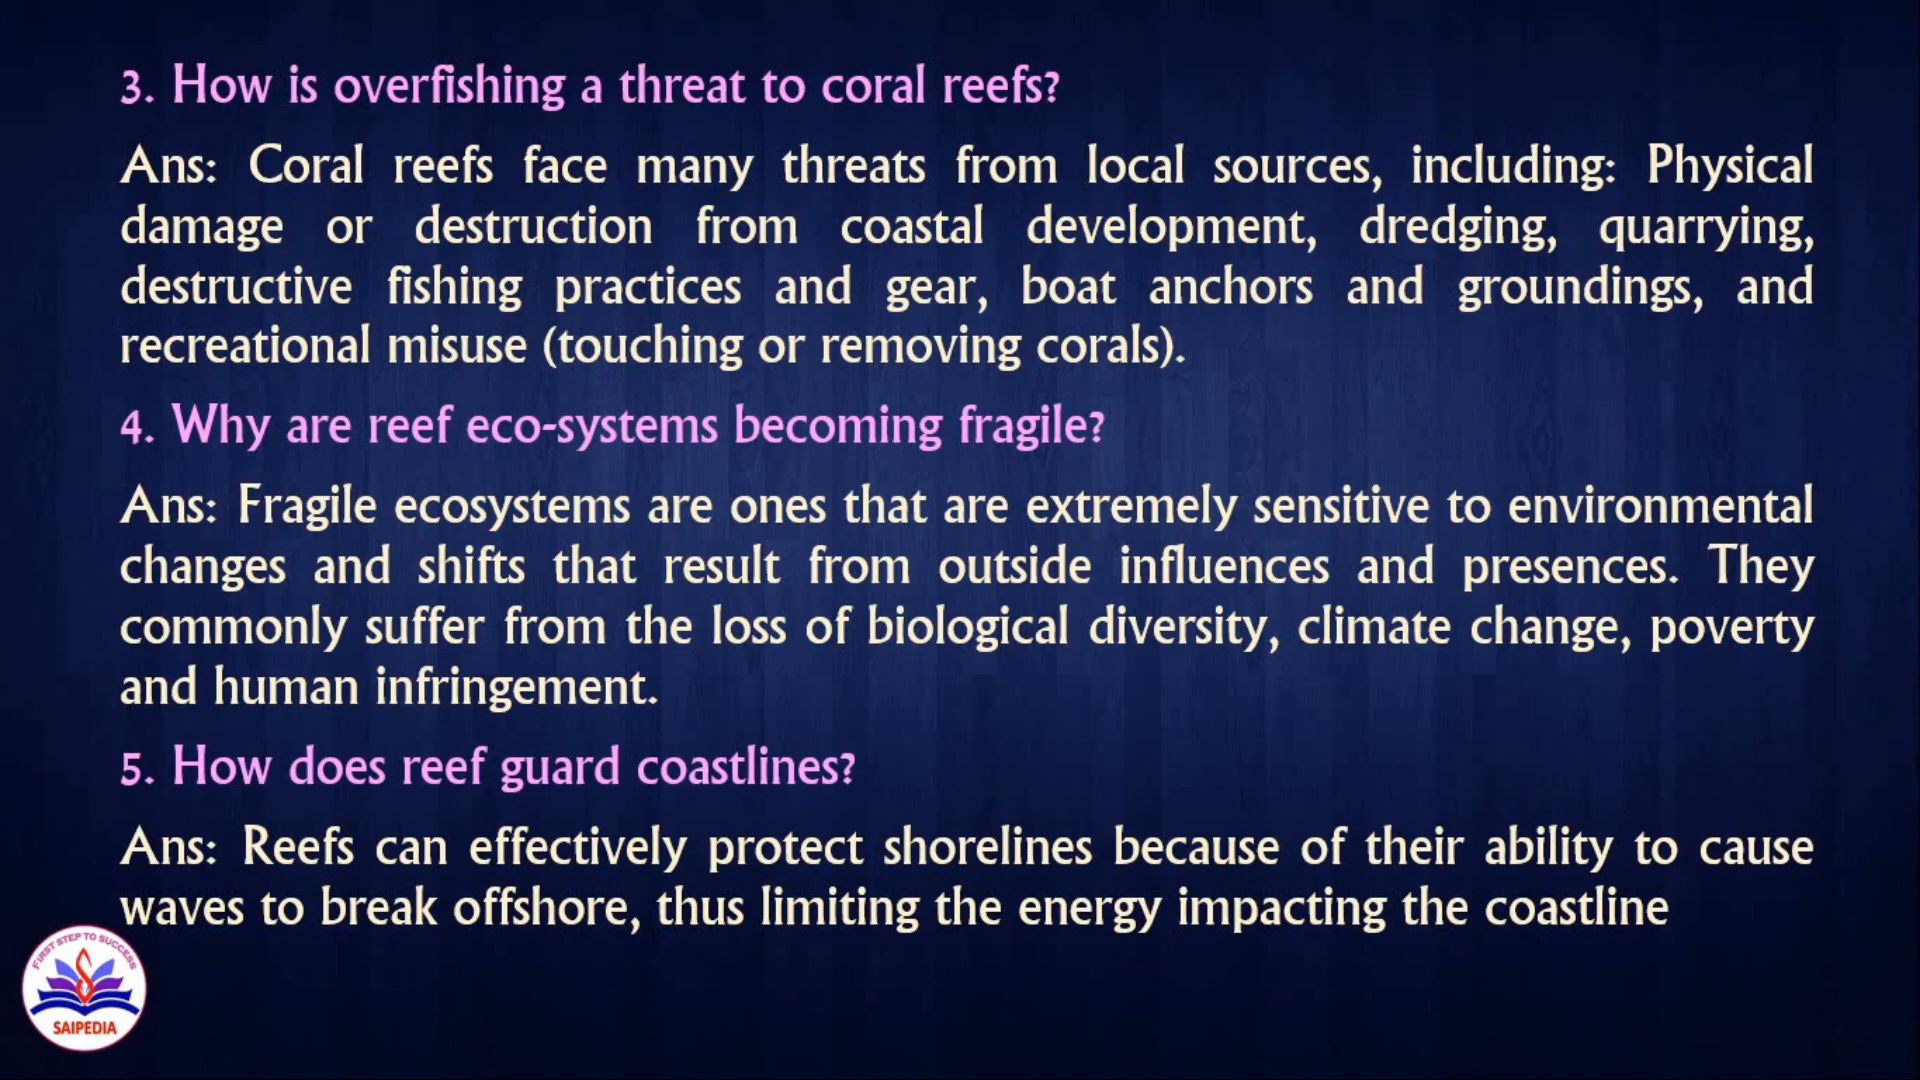 3. How is overfishing a threat to coral reefs?
Ans: Coral reefs face many threats from local sources, including: Physical
damage or destruction from coastal development, dredging, quarrying,
destructive fishing practices and gear, boat anchors and groundings, and
recreational misuse (touching or removing corals).
4. Why are reef eco-systems becoming fragile?
Ans: Fragile ecosystems are ones that are extremely sensitive to environmental
changes and shifts that result from outside influences and presences. They
commonly suffer from the loss of biological diversity, climate change, poverty
and human infringement.
5. How does reef guard coastlines?
Ans: Reefs can effectively protect shorelines because of their ability to cause
waves to break offshore, thus limiting the energy impacting the coastline
FIRST STEP TO SUCCESS
SAIPEDIA